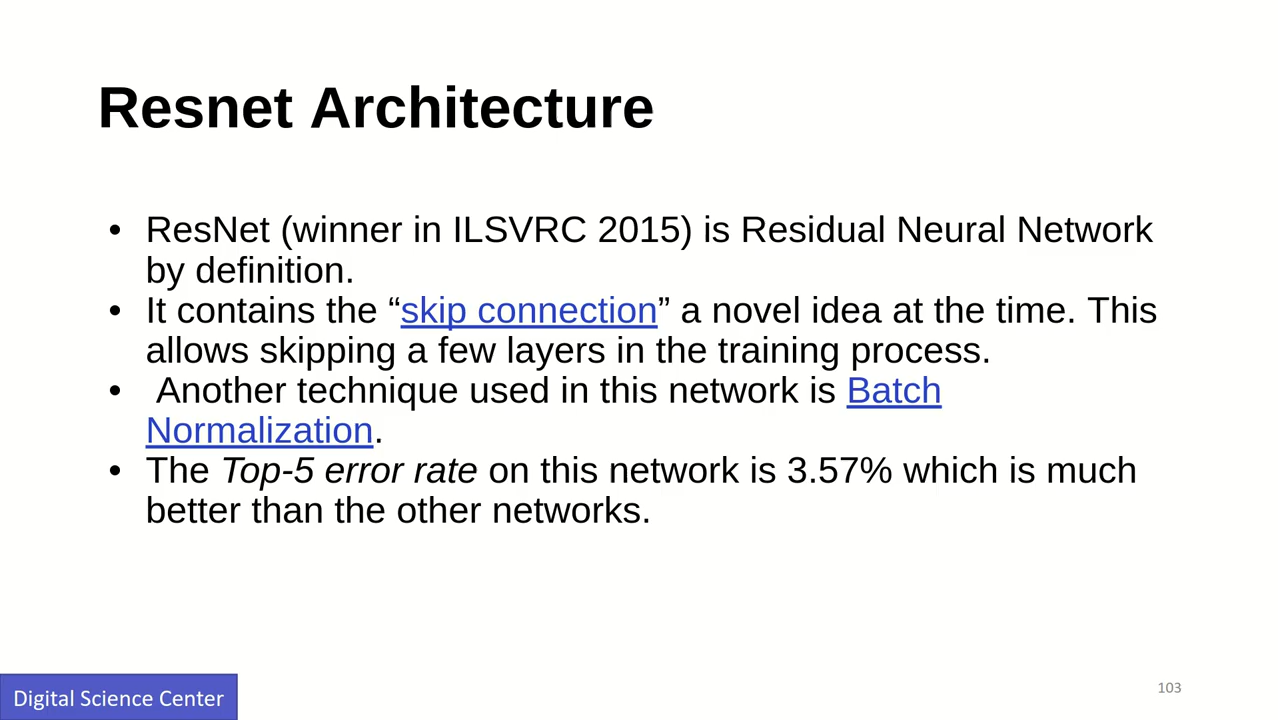 Resnet Architecture
• ResNet (winner in ILSVRC 2015) is Residual Neural Network
by definition.
• It contains the “skip connection” a novel idea at the time. This
allows skipping a few layers in the training process.
• Another technique used in this network is Batch
Normalization.
• The Top-5 error rate on this network is 3.57% which is much
better than the other networks.
Digital Science Center
103